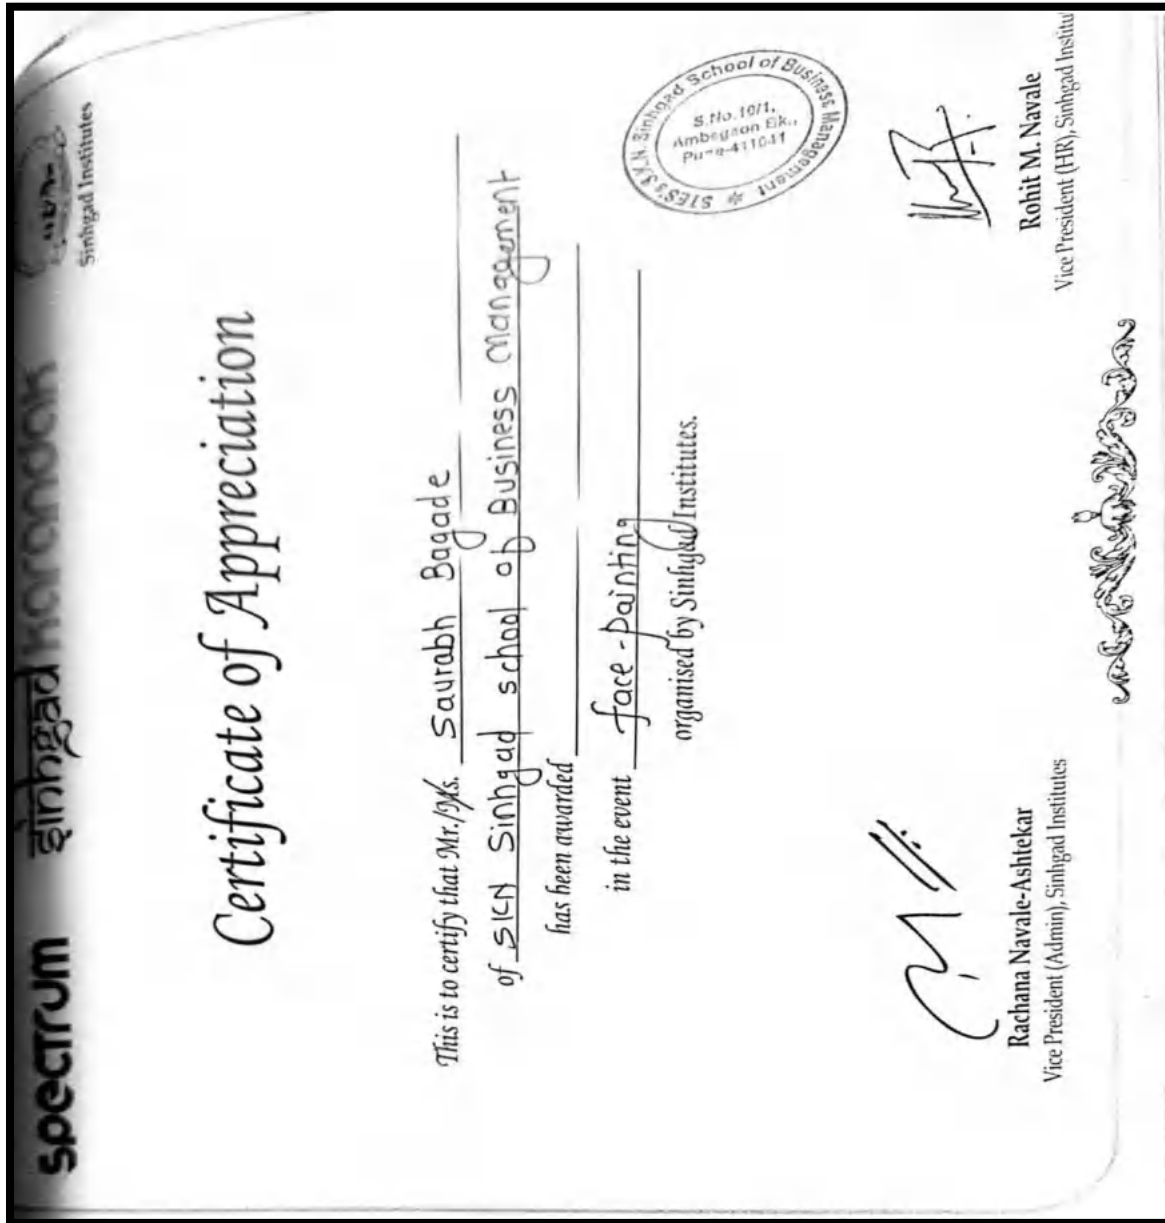 spectrum sinhgad karandak
Sinhgad Institutes
Certificate of Appreciation
This is to certify that Mr./Ms. Saurabh Bagade
of SKN Sinhgad school of Business Management
has been awarded
in the event face-painting
organised by Sinhgad Institutes.
STES's S.K.N. Sinhgad School of Business Management *
S.No.10/1,
Ambegaon Bk.,
Pune-411041
Rachana Navale-Ashtekar
Vice President (Admin), Sinhgad Institutes
Rohit M. Navale
Vice President (HR), Sinhgad Institu